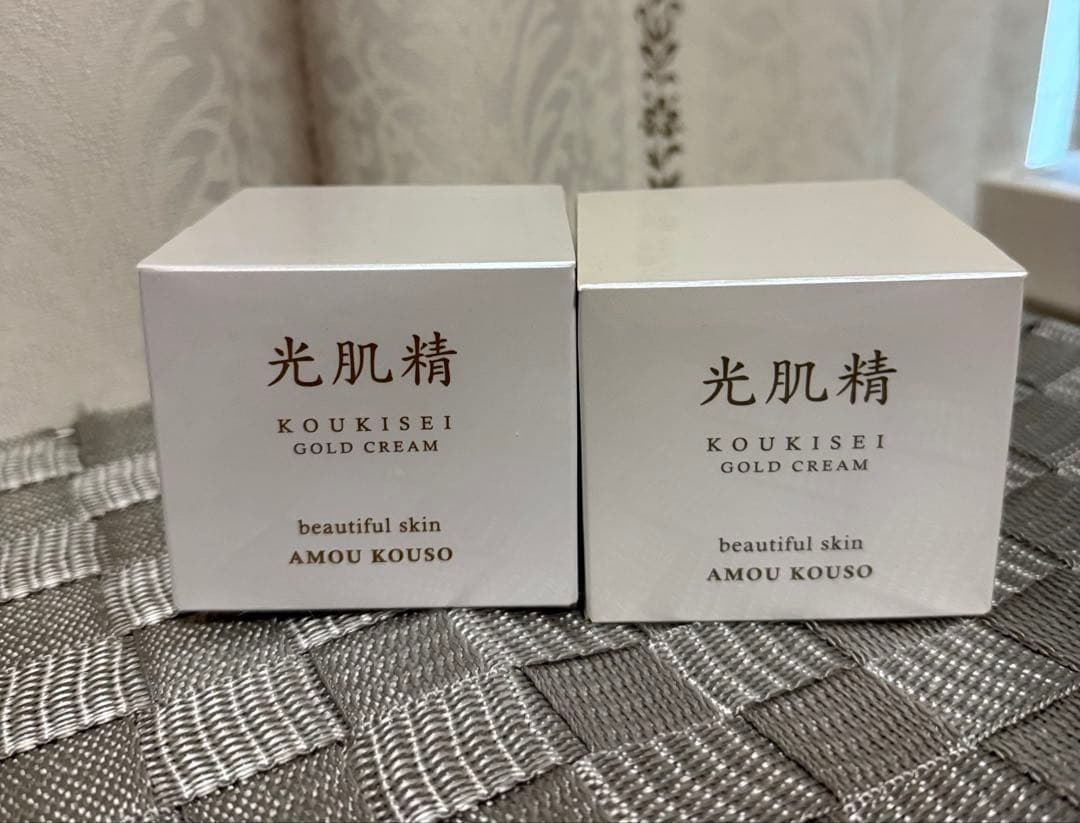 光肌精
KOUKISEI
GOLD CREAM
beautiful skin
AMOU KOUSO
光肌精
KOUKISEI
GOLD CREAM
beautiful skin
AMOU KOUSO